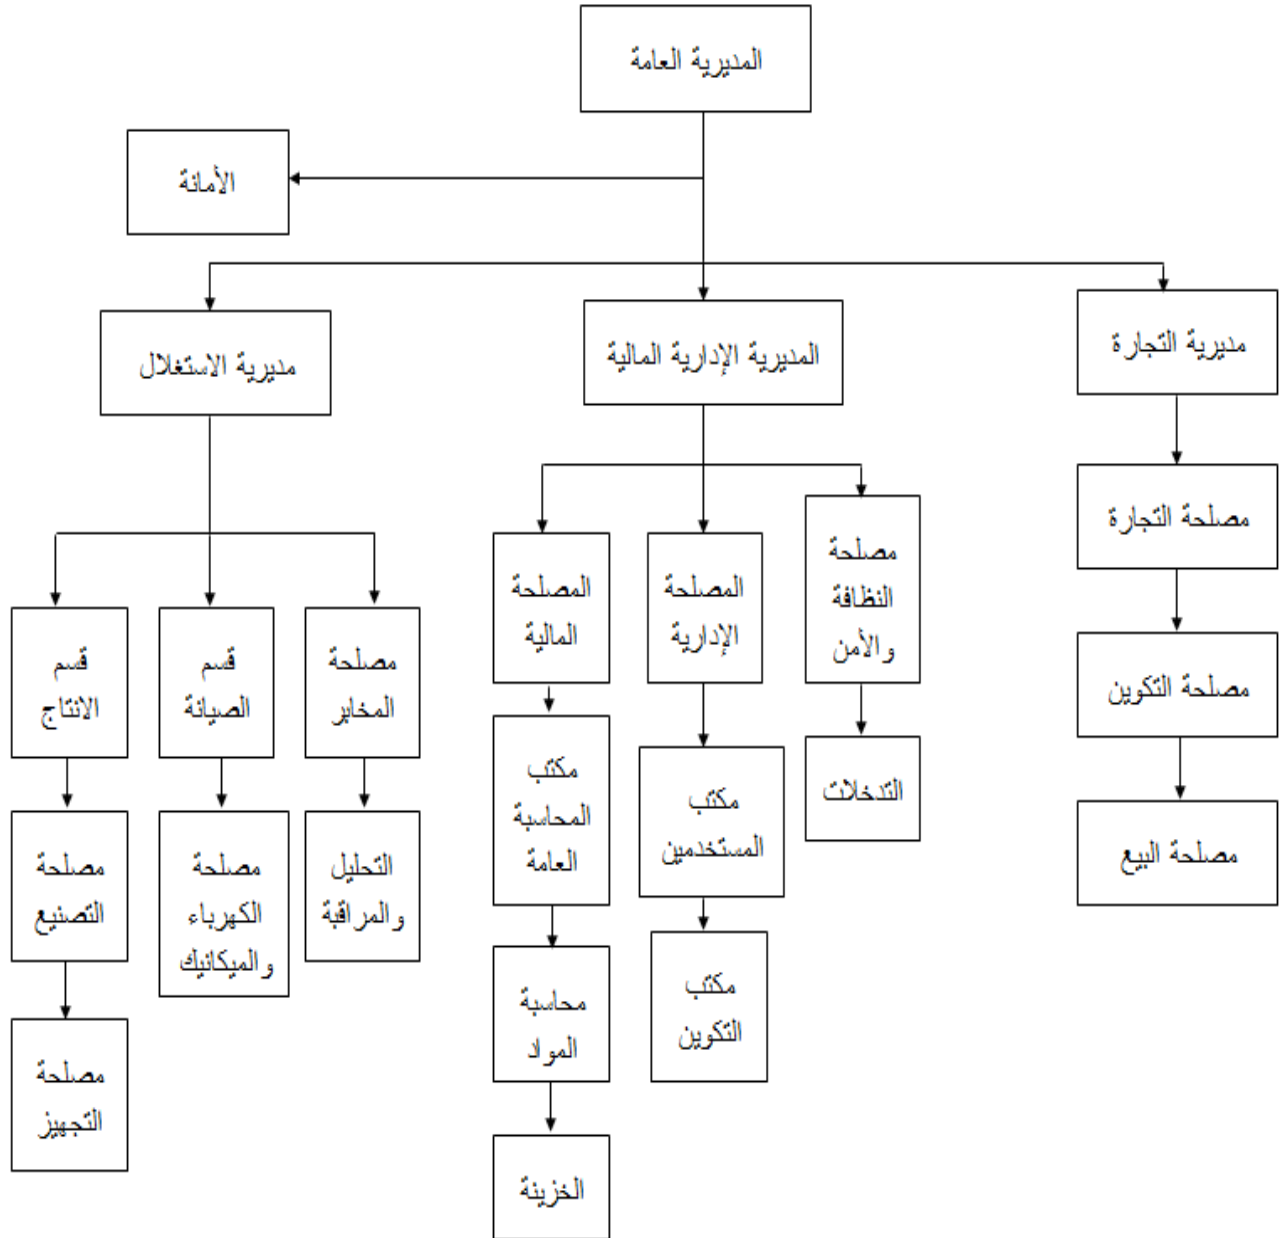 المديرية العامة
الأمانة
مديرية التجارة
المديرية الإدارية المالية
مديرية الاستغلال
مصلحة التجارة
مصلحة التكوين
مصلحة البيع
مصلحة
النظافة
والأمن
التدخلات
المصلحة
الإدارية
مكتب
المستخدمين
مكتب
التكوين
المصلحة
المالية
مكتب
المحاسبة
العامة
محاسبة
المواد
الخزينة
مصلحة
المخابر
التحليل
والمراقبة
قسم
الصيانة
مصلحة
الكهرباء
والميكانيك
قسم
الانتاج
مصلحة
التصنيع
مصلحة
التجهيز